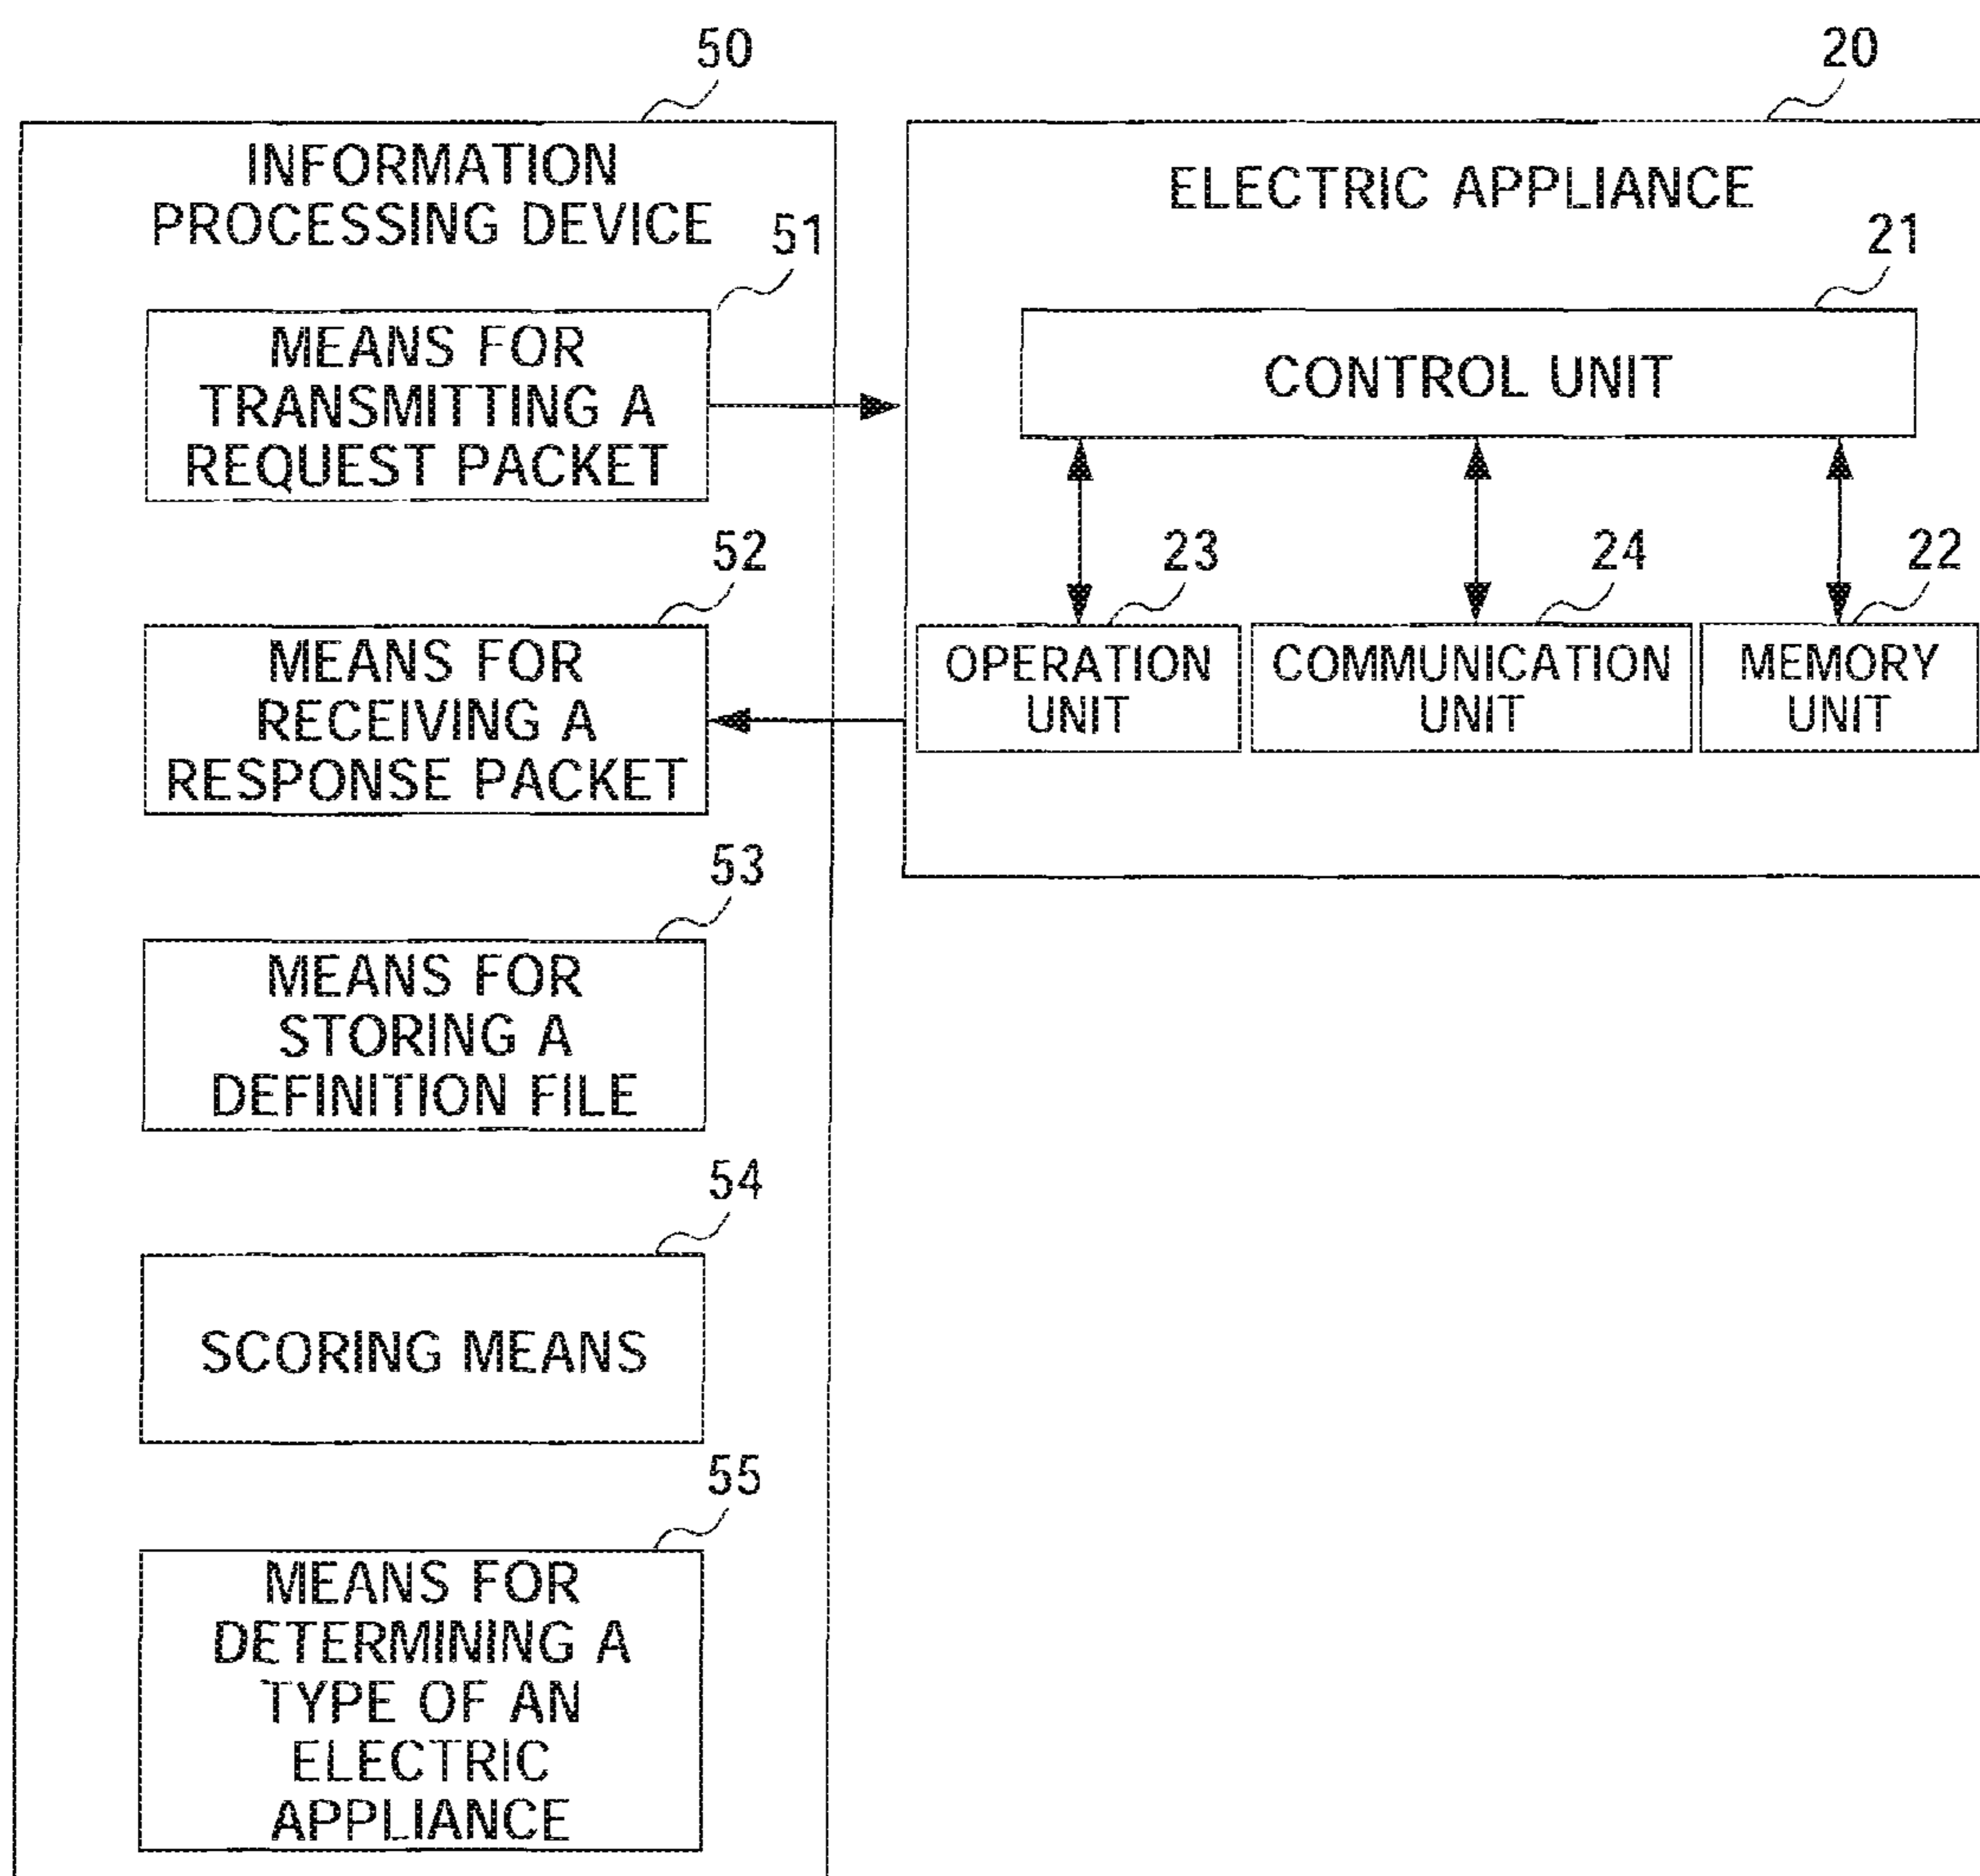 50
INFORMATION
PROCESSING DEVICE
51
MEANS FOR
TRANSMITTING A
REQUEST PACKET
52
MEANS FOR
RECEIVING A
RESPONSE PACKET
53
MEANS FOR
STORING A
DEFINITION FILE
54
SCORING MEANS
55
MEANS FOR
DETERMINING A
TYPE OF AN
ELECTRIC
APPLIANCE
20
ELECTRIC APPLIANCE
21
CONTROL UNIT
23
OPERATION
UNIT
24
COMMUNICATION
UNIT
22
MEMORY
UNIT